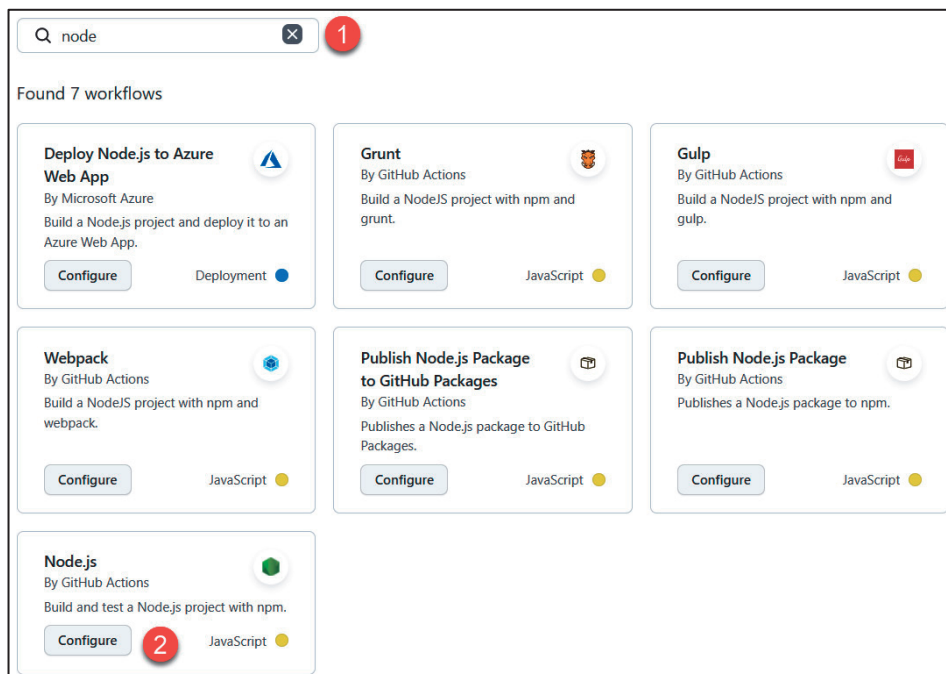 node
1
Found 7 workflows
Deploy Node.js to Azure
Web App
By Microsoft Azure
Build a Node.js project and deploy it to an
Azure Web App.
Configure
Deployment
Grunt
By GitHub Actions
Build a NodeJS project with npm and
grunt.
Configure
JavaScript
Gulp
Gulp
By GitHub Actions
Build a NodeJS project with npm and
gulp.
Configure
JavaScript
Webpack
By GitHub Actions
Build a NodeJS project with npm and
webpack.
Configure
JavaScript
Publish Node.js Package
to GitHub Packages
By GitHub Actions
Publishes a Node.js package to GitHub
Packages.
Configure
JavaScript
Publish Node.js Package
By GitHub Actions
Publishes a Node.js package to npm.
Configure
JavaScript
Node.js
By GitHub Actions
Build and test a Node.js project with npm.
Configure
2
JavaScript